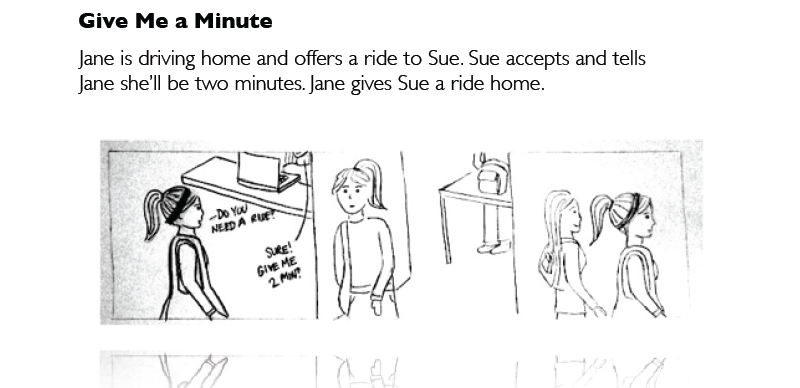 Give Me a Minute
Jane is driving home and offers a ride to Sue. Sue accepts and tells
Jane she'll be two minutes. Jane gives Sue a ride home.
-DO YOU
NEED A RIDE?
SURE!
GIVE ME
2 MIN?